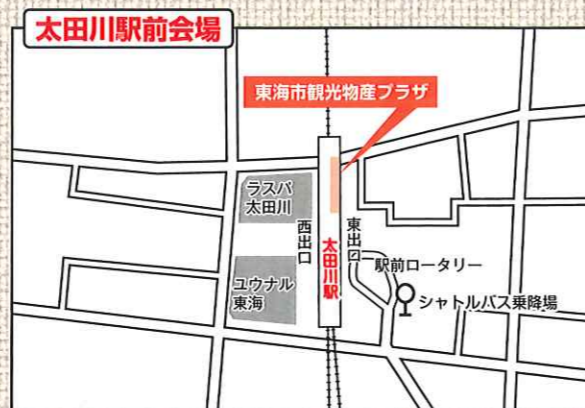 太田川駅前会場
東海市観光物産プラザ
ラスパ
太田川
西出口
太田川駅
東出口
駅前ロータリー
ユウナル
東海
シャトルバス乗降場